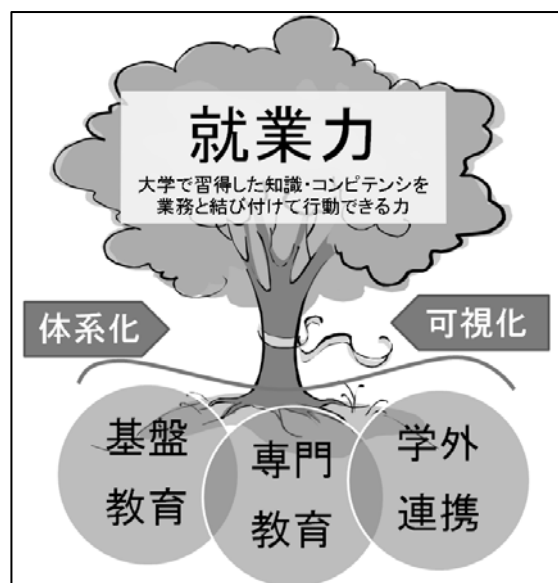 就業力
大学で習得した知識・コンピテンシを
業務と結び付けて行動できる力
体系化
可視化
基盤
教育
専門
教育
学外
連携